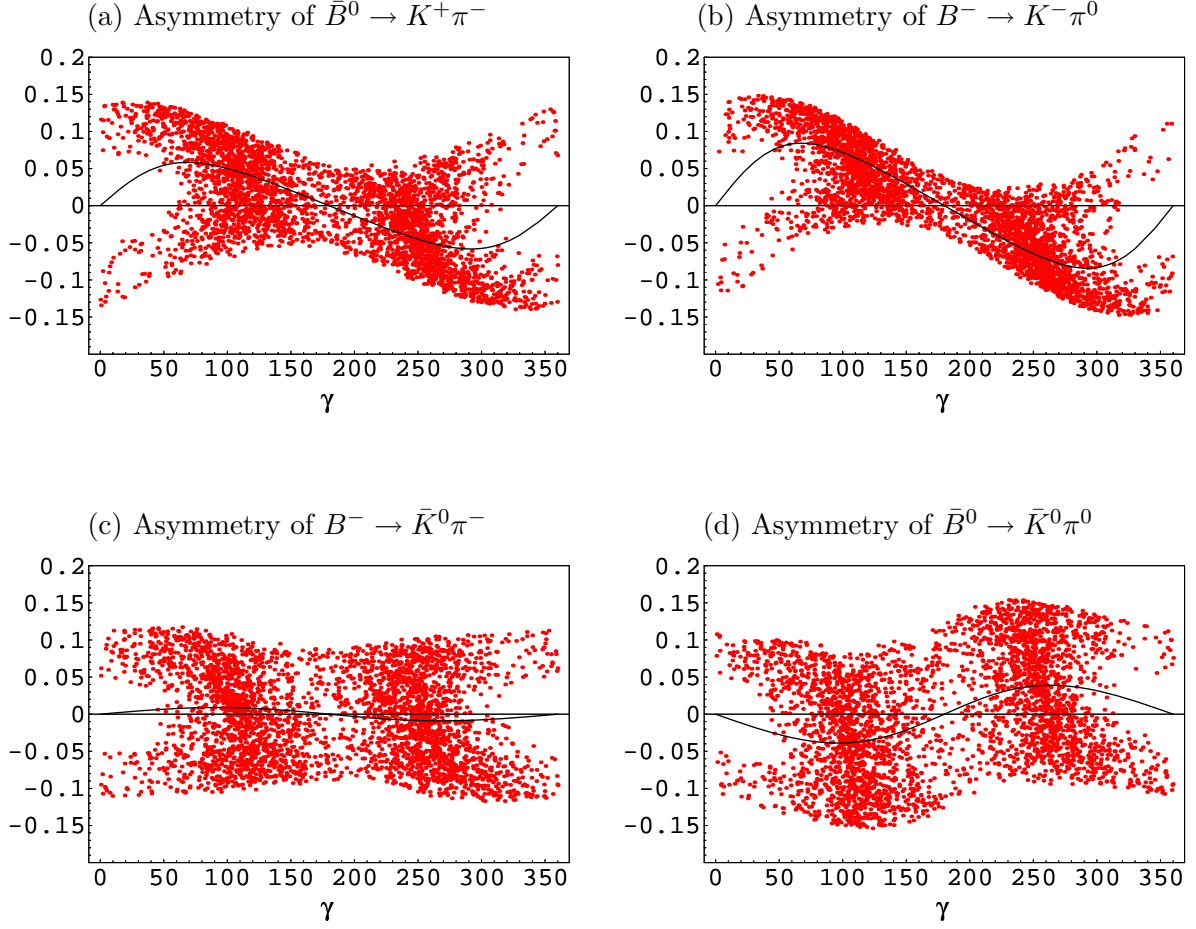 (a) Asymmetry of B̄⁰ → K⁺π⁻
0.2
0.15
0.1
0.05
0
-0.05
-0.1
-0.15
0 50 100 150 200 250 300 350
γ
(b) Asymmetry of B⁻ → K⁻π⁰
0.2
0.15
0.1
0.05
0
-0.05
-0.1
-0.15
0 50 100 150 200 250 300 350
γ
(c) Asymmetry of B⁻ → K̄⁰π⁻
0.2
0.15
0.1
0.05
0
-0.05
-0.1
-0.15
0 50 100 150 200 250 300 350
γ
(d) Asymmetry of B̄⁰ → K̄⁰π⁰
0.2
0.15
0.1
0.05
0
-0.05
-0.1
-0.15
0 50 100 150 200 250 300 350
γ